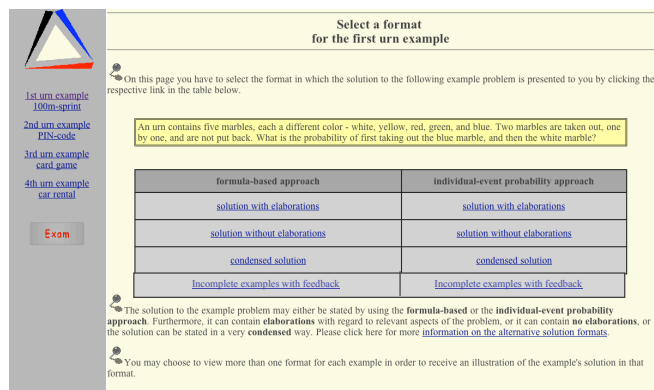 Select a format
for the first urn example
1st urn example
100m-sprint
2nd urn example
PIN-code
3rd urn example
card game
4th urn example
car rental
Exam
On this page you have to select the format in which the solution to the following example problem is presented to you by clicking the
respective link in the table below.
An urn contains five marbles, each a different color - white, yellow, red, green, and blue. Two marbles are taken out, one
by one, and are not put back. What is the probability of first taking out the blue marble, and then the white marble?
formula-based approach individual-event probability approach
solution with elaborations solution with elaborations
solution without elaborations solution without elaborations
condensed solution condensed solution
Incomplete examples with feedback Incomplete examples with feedback
The solution to the example problem may either be stated by using the formula-based or the individual-event probability
approach. Furthermore, it can contain elaborations with regard to relevant aspects of the problem, or it can contain no elaborations, or
the solution can be stated in a very condensed way. Please click here for more information on the alternative solution formats.
You may choose to view more than one format for each example in order to receive an illustration of the example's solution in that
format.